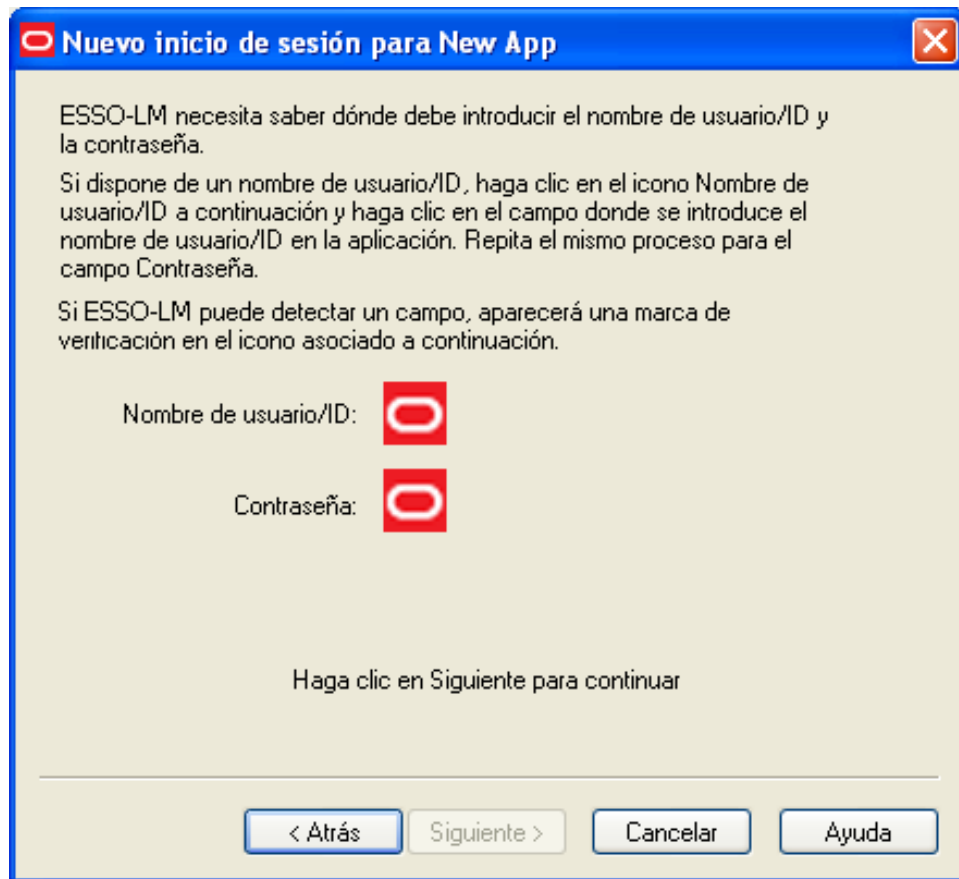 Nuevo inicio de sesión para New App
ESSO-LM necesita saber dónde debe introducir el nombre de usuario/ID y
la contraseña.
Si dispone de un nombre de usuario/ID, haga clic en el icono Nombre de
usuario/ID a continuación y haga clic en el campo donde se introduce el
nombre de usuario/ID en la aplicación. Repita el mismo proceso para el
campo Contraseña.
Si ESSO-LM puede detectar un campo, aparecerá una marca de
verificación en el icono asociado a continuación.
Nombre de usuario/ID:
Contraseña:
Haga clic en Siguiente para continuar
< Atrás Siguiente > Cancelar Ayuda